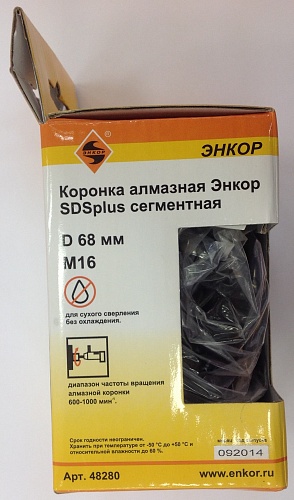 ЭНКОР
ЭНКОР
Коронка алмазная Энкор
SDSplus сегментная
D 68 мм
M16
для сухого сверления
без охлаждения.
диапазон частоты вращения
алмазной коронки
600-1000 мин⁻¹.
Срок годности неограничен.
Хранить при температуре от -50 °С до +50 °С и
относительной влажности до 80 %.
092014
Арт. 48280
www.enkor.ru